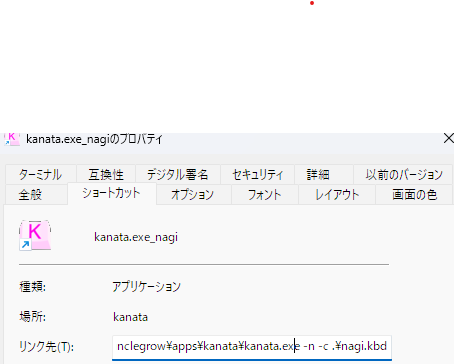 kanata.exe_nagiのプロパティ
ターミナル 互換性 デジタル署名 セキュリティ 詳細 以前のバージョン
全般 ショートカット オプション フォント レイアウト 画面の色
K
kanata.exe_nagi
種類: アプリケーション
場所: kanata
リンク先(T): nclegrow¥apps¥kanata¥kanata.exe -n -c .¥nagi.kbd